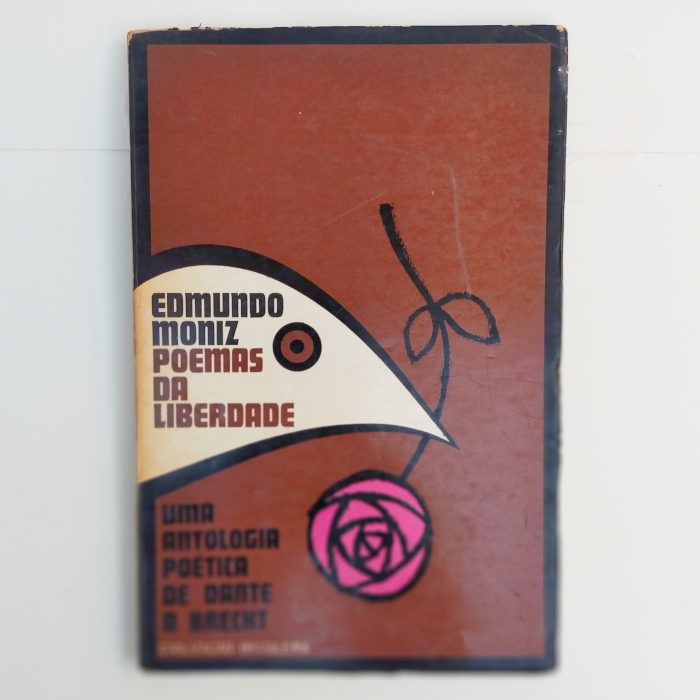 EDMUNDO
MONIZ
POEMAS
DA
LIBERDADE
UMA
ANTOLOGIA
POÉTICA
DE DANTE
A BRECHT
CIVILIZAÇÃO BRASILEIRA